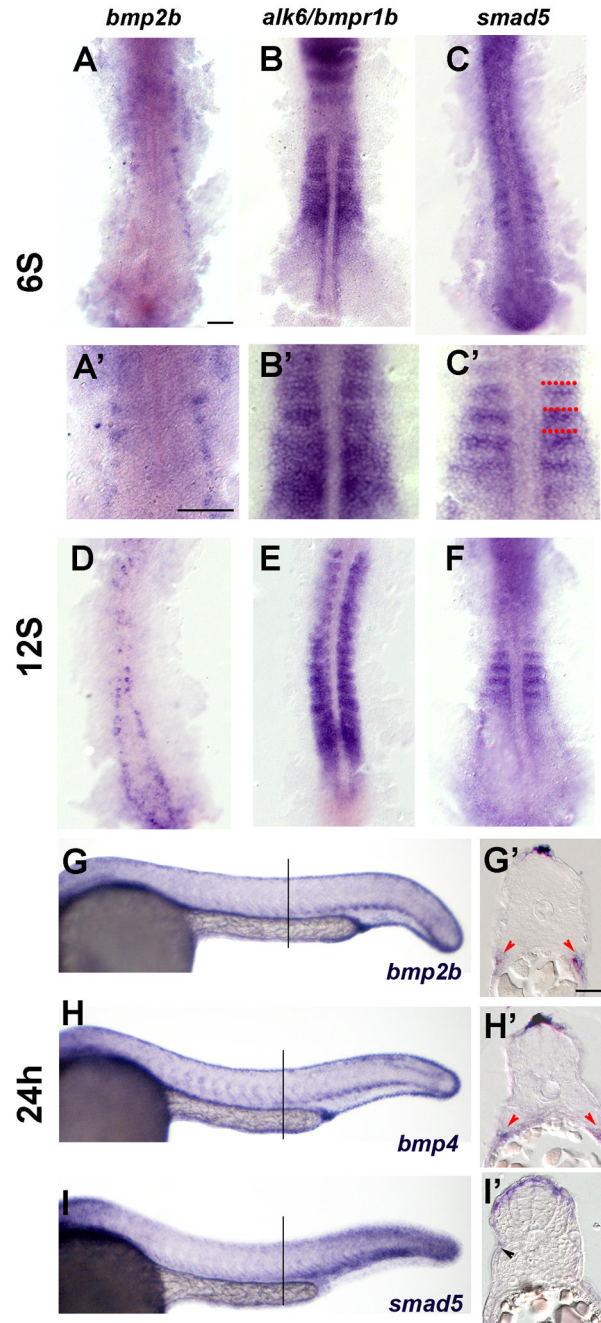 bmp2b alk6/bmpr1b smad5
A B C
6S
A' B' C'
D E F
12S
G G'
bmp2b
H H'
24h
bmp4
I I'
smad5